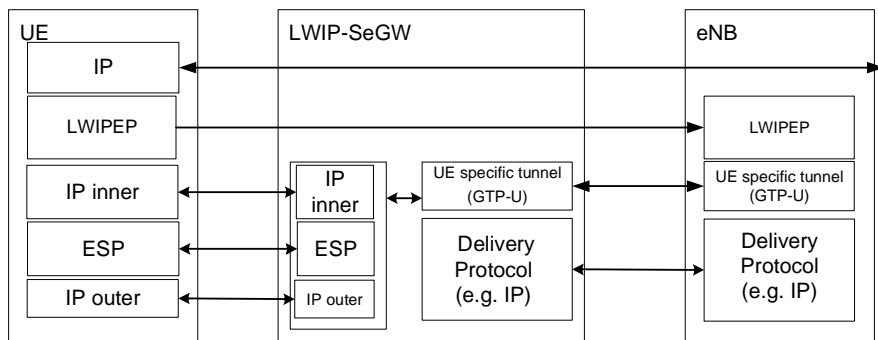 UE
LWIP-SeGW
eNB
IP
LWIPEP
LWIPEP
IP inner
IP
inner
UE specific tunnel
(GTP-U)
UE specific tunnel
(GTP-U)
ESP
ESP
Delivery
Protocol
(e.g. IP)
Delivery
Protocol
(e.g. IP)
IP outer
IP outer